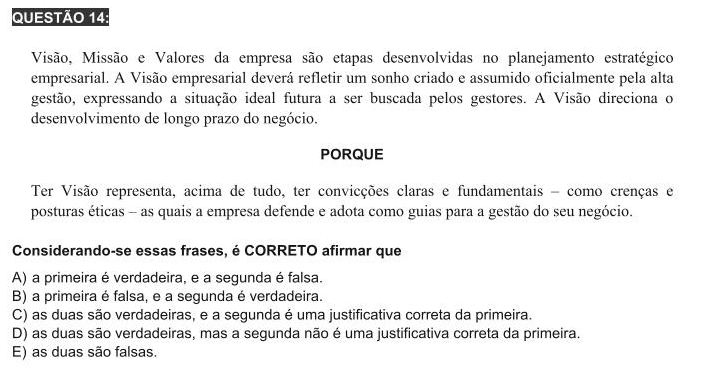 QUESTÃO 14:
Visão, Missão e Valores da empresa são etapas desenvolvidas no planejamento estratégico
empresarial. A Visão empresarial deverá refletir um sonho criado e assumido oficialmente pela alta
gestão, expressando a situação ideal futura a ser buscada pelos gestores. A Visão direciona o
desenvolvimento de longo prazo do negócio.
PORQUE
Ter Visão representa, acima de tudo, ter convicções claras e fundamentais – como crenças e
posturas éticas – as quais a empresa defende e adota como guias para a gestão do seu negócio.
Considerando-se essas frases, é CORRETO afirmar que
A) a primeira é verdadeira, e a segunda é falsa.
B) a primeira é falsa, e a segunda é verdadeira.
C) as duas são verdadeiras, e a segunda é uma justificativa correta da primeira.
D) as duas são verdadeiras, mas a segunda não é uma justificativa correta da primeira.
E) as duas são falsas.